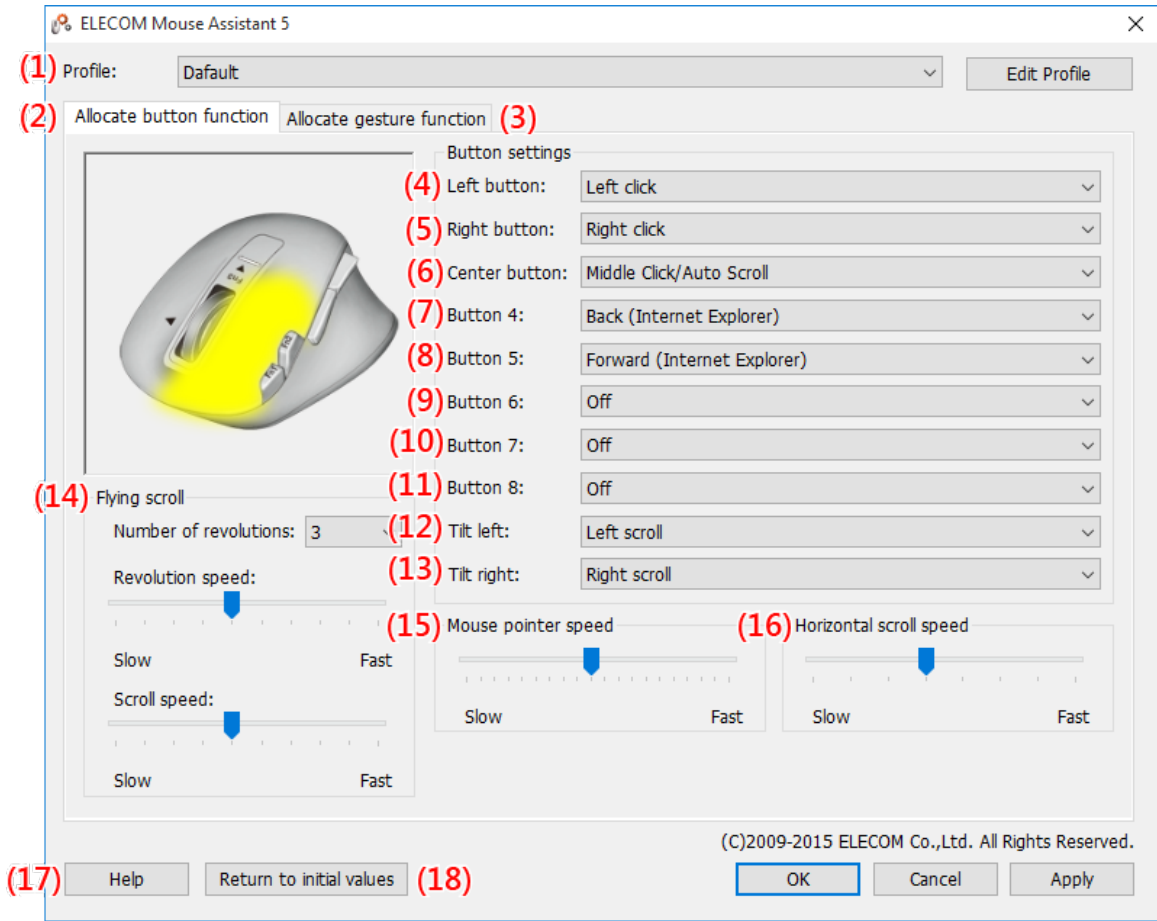 ELECOM Mouse Assistant 5
(1) Profile: Dafault Edit Profile
(2) Allocate button function Allocate gesture function (3)
Button settings
(4) Left button: Left click
(5) Right button: Right click
(6) Center button: Middle Click/Auto Scroll
(7) Button 4: Back (Internet Explorer)
(8) Button 5: Forward (Internet Explorer)
(9) Button 6: Off
(10) Button 7: Off
(11) Button 8: Off
(12) Tilt left: Left scroll
(13) Tilt right: Right scroll
Fn3
Fn2
Fn1
(14) Flying scroll
Number of revolutions: 3
Revolution speed:
Slow Fast
Scroll speed:
Slow Fast
(15) Mouse pointer speed
Slow Fast
(16) Horizontal scroll speed
Slow Fast
(C)2009-2015 ELECOM Co.,Ltd. All Rights Reserved.
(17) Help Return to initial values (18) OK Cancel Apply